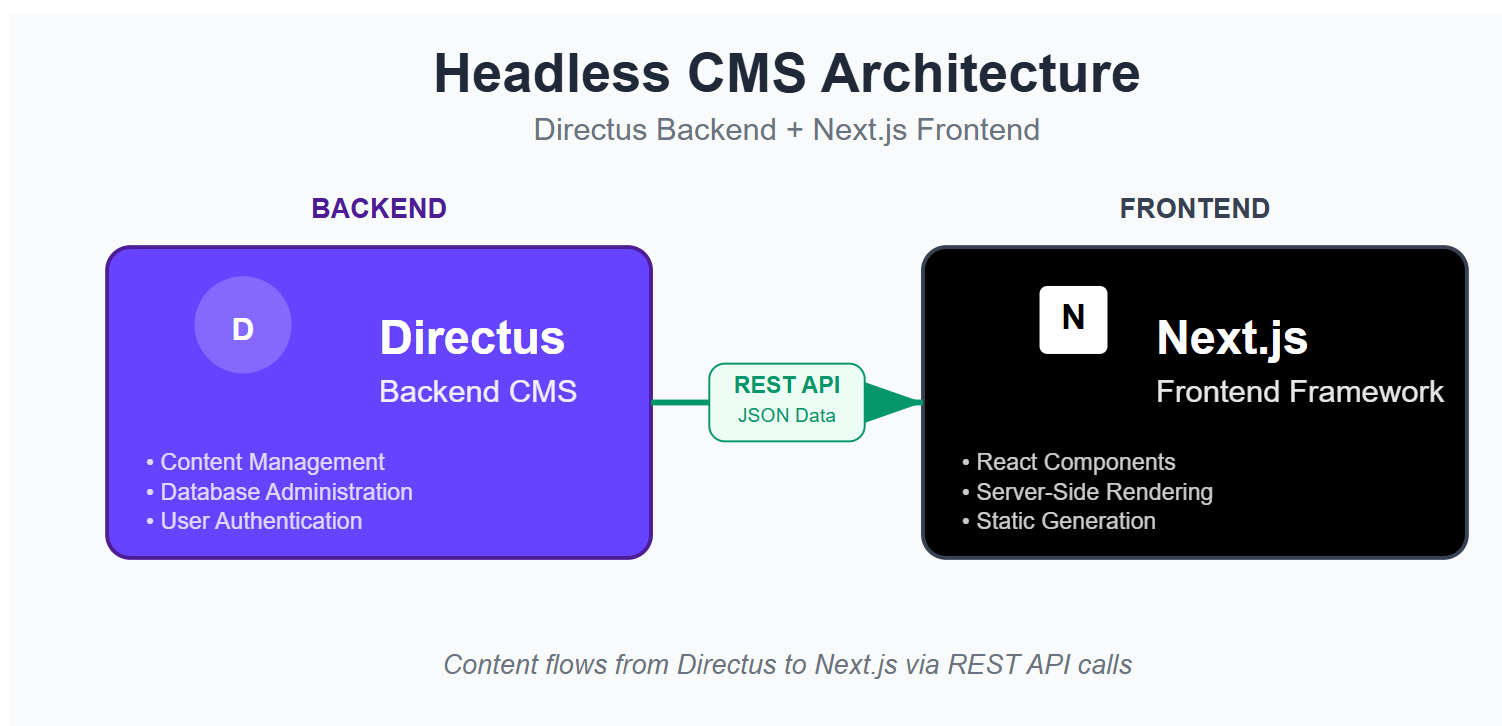 Headless CMS Architecture
Directus Backend + Next.js Frontend
BACKEND
D
Directus
Backend CMS
• Content Management
• Database Administration
• User Authentication
REST API
JSON Data
FRONTEND
N
Next.js
Frontend Framework
• React Components
• Server-Side Rendering
• Static Generation
Content flows from Directus to Next.js via REST API calls